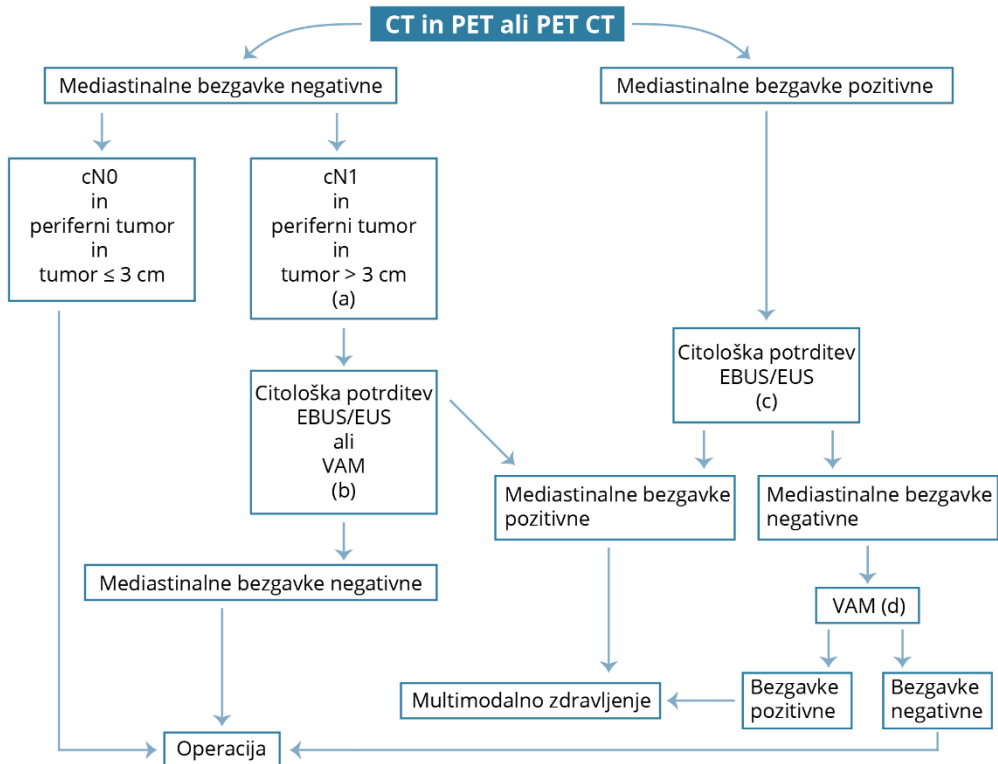 CT in PET ali PET CT
Mediastinalne bezgavke negativne
Mediastinalne bezgavke pozitivne
cN0
in
periferni tumor
in
tumor ≤ 3 cm
cN1
in
periferni tumor
in
tumor > 3 cm
(a)
Citološka potrditev
EBUS/EUS
ali
VAM
(b)
Citološka potrditev
EBUS/EUS
(c)
Mediastinalne bezgavke
pozitivne
Mediastinalne bezgavke
negativne
Mediastinalne bezgavke negativne
VAM (d)
Multimodalno zdravljenje
Bezgavke
pozitivne
Bezgavke
negativne
Operacija